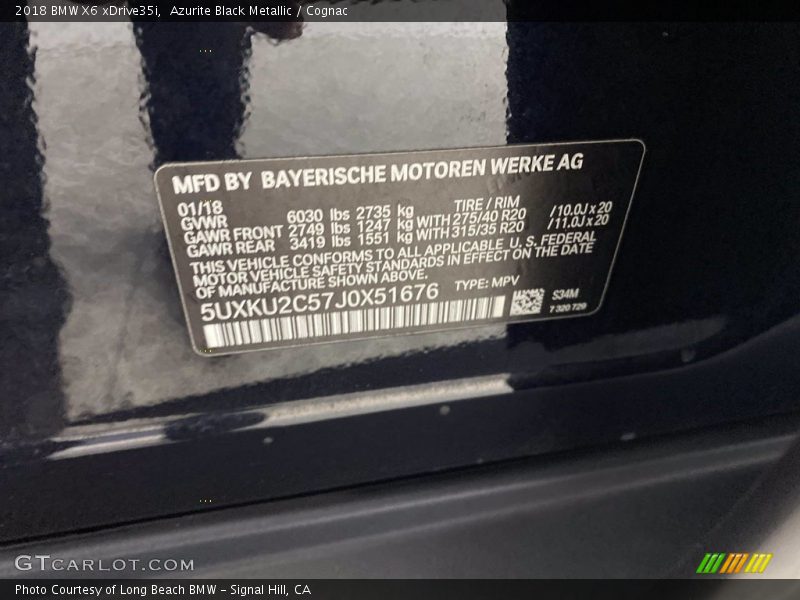 2018 BMW X6 xDrive35i,  Azurite Black Metallic / Cognac
MFD BY BAYERISCHE MOTOREN WERKE AG
01/18 TIRE / RIM
GVWR 6030 lbs 2735 kg
GAWR FRONT 2749 lbs 1247 kg WITH 275/40 R20 /10.0J x 20
GAWR REAR 3419 lbs 1551 kg WITH 315/35 R20 /11.0J x 20
THIS VEHICLE CONFORMS TO ALL APPLICABLE U. S. FEDERAL
MOTOR VEHICLE SAFETY STANDARDS IN EFFECT ON THE DATE
OF MANUFACTURE SHOWN ABOVE.
5UXKU2C57J0X51676 TYPE: MPV
S34M
7 320 729
GTCARLOT.COM
Photo Courtesy of Long Beach BMW - Signal Hill, CA